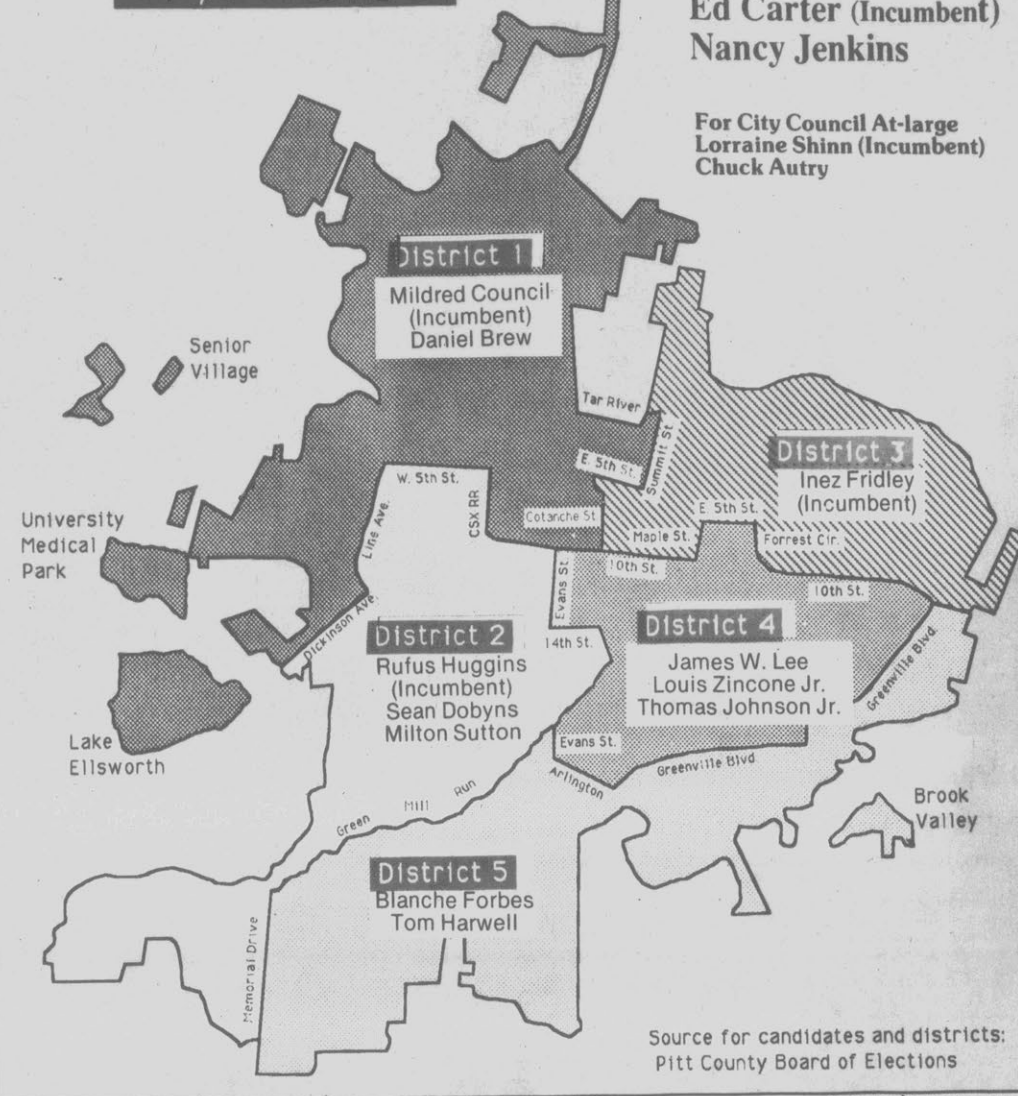 Ed Carter (Incumbent)
Nancy Jenkins
For City Council At-large
Lorraine Shinn (Incumbent)
Chuck Autry
District 1
Mildred Council
(Incumbent)
Daniel Brew
Senior
Village
Tar River
E. 5th St.
Summit St
District 3
Inez Fridley
(Incumbent)
W. 5th St.
CSX RR
Line Ave.
Cotanche St.
Maple St.
E. 5th St.
Forrest Cir.
University
Medical
Park
10th St.
10th St.
Evans St.
14th St.
Dickinson Ave.
District 2
Rufus Huggins
(Incumbent)
Sean Dobyns
Milton Sutton
District 4
James W. Lee
Louis Zincone Jr.
Thomas Johnson Jr.
Greenville Blvd.
Lake
Ellsworth
Evans St.
Arlington
Greenville Blvd
Green Mill Run
Brook
Valley
District 5
Blanche Forbes
Tom Harwell
Memorial Drive
Source for candidates and districts:
Pitt County Board of Elections